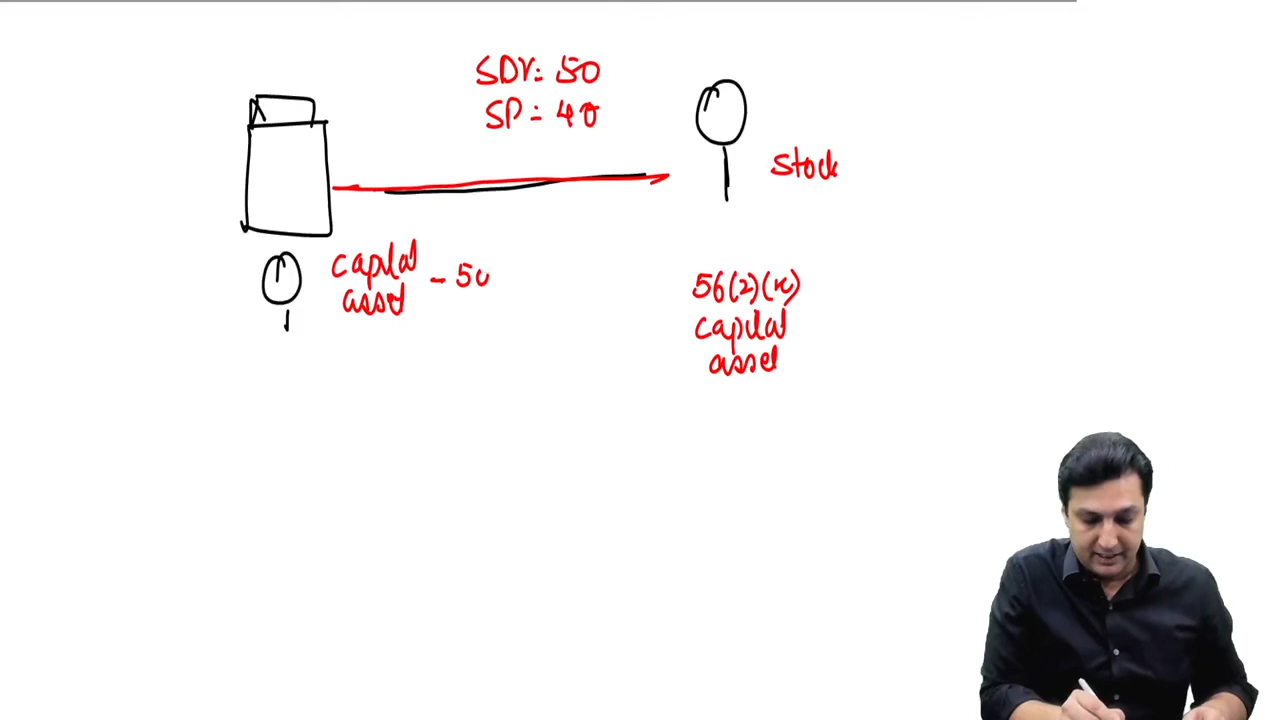 SDV = 50
SP = 40
Stock
capital
asset
- 50
56(2)(x)
capital
asset